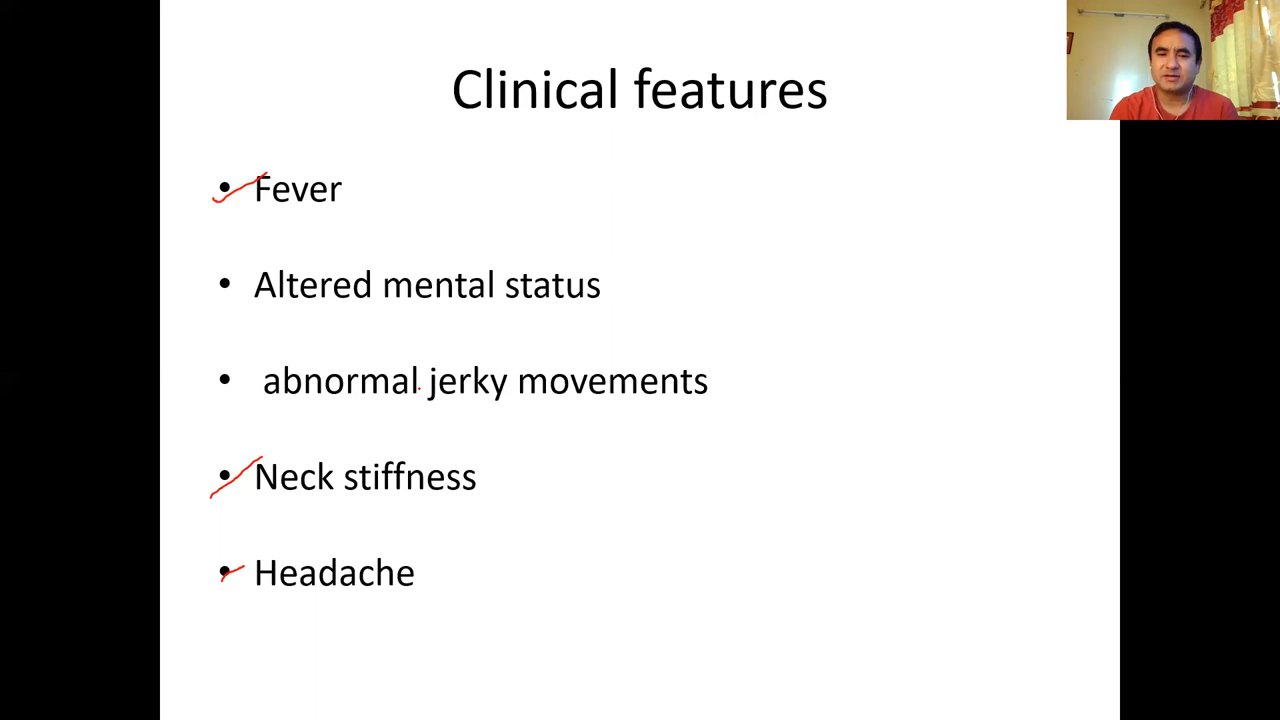 Clinical features
• Fever
• Altered mental status
• abnormal jerky movements
• Neck stiffness
• Headache